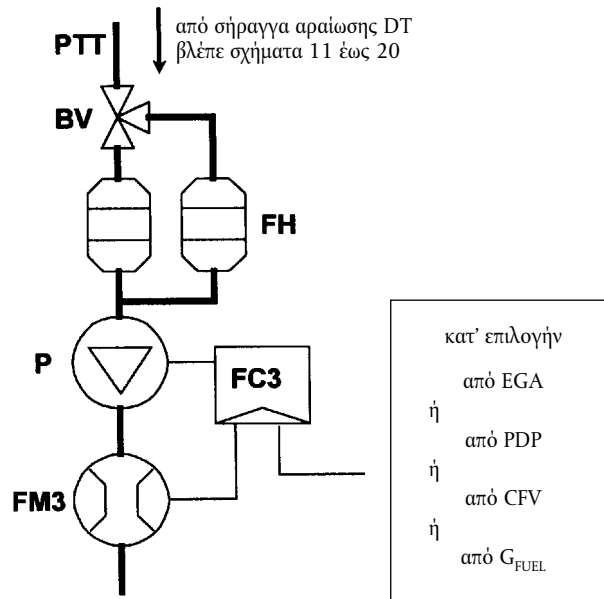 από σήραγγα αραίωσης DT
βλέπε σχήματα 11 έως 20
PTT
BV
FH
P
FC3
FM3
κατ' επιλογήν
από EGA
ή
από PDP
ή
από CFV
ή
από G_FUEL